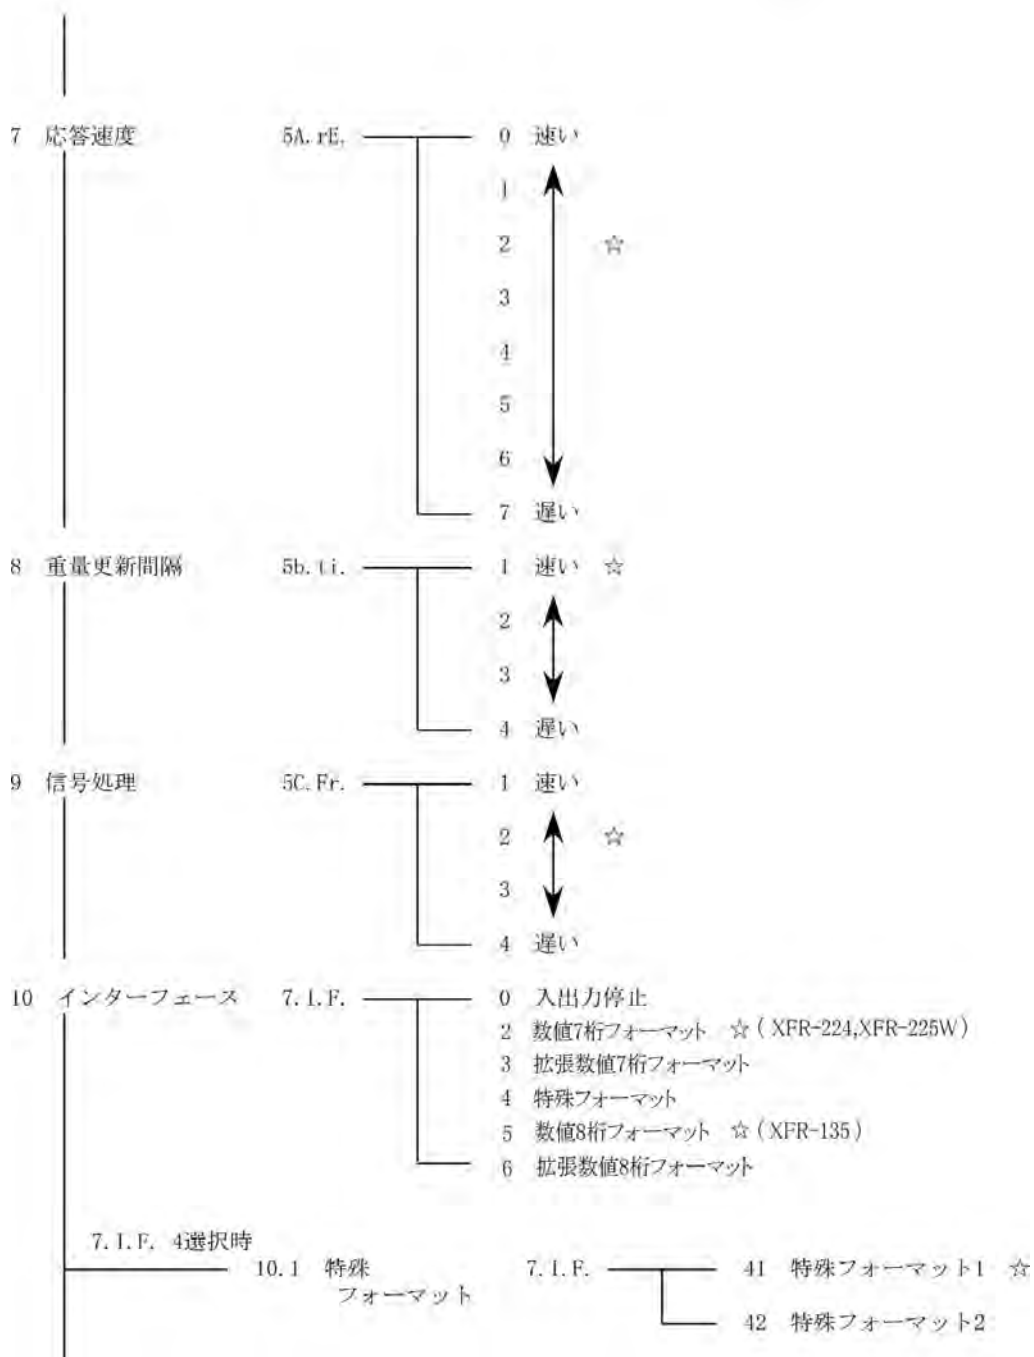 7 応答速度 5A.rE. 0 速い
1
2 ☆
3
4
5
6
7 遅い
8 重量更新間隔 5b.ti. 1 速い ☆
2
3
4 遅い
9 信号処理 5C.Fr. 1 速い
2 ☆
3
4 遅い
10 インターフェース 7.I.F. 0 入出力停止
2 数値7桁フォーマット ☆(XFR-224,XFR-225W)
3 拡張数値7桁フォーマット
4 特殊フォーマット
5 数値8桁フォーマット ☆(XFR-135)
6 拡張数値8桁フォーマット
7.I.F. 4選択時
10.1 特殊 7.I.F. 41 特殊フォーマット1 ☆
フォーマット
42 特殊フォーマット2